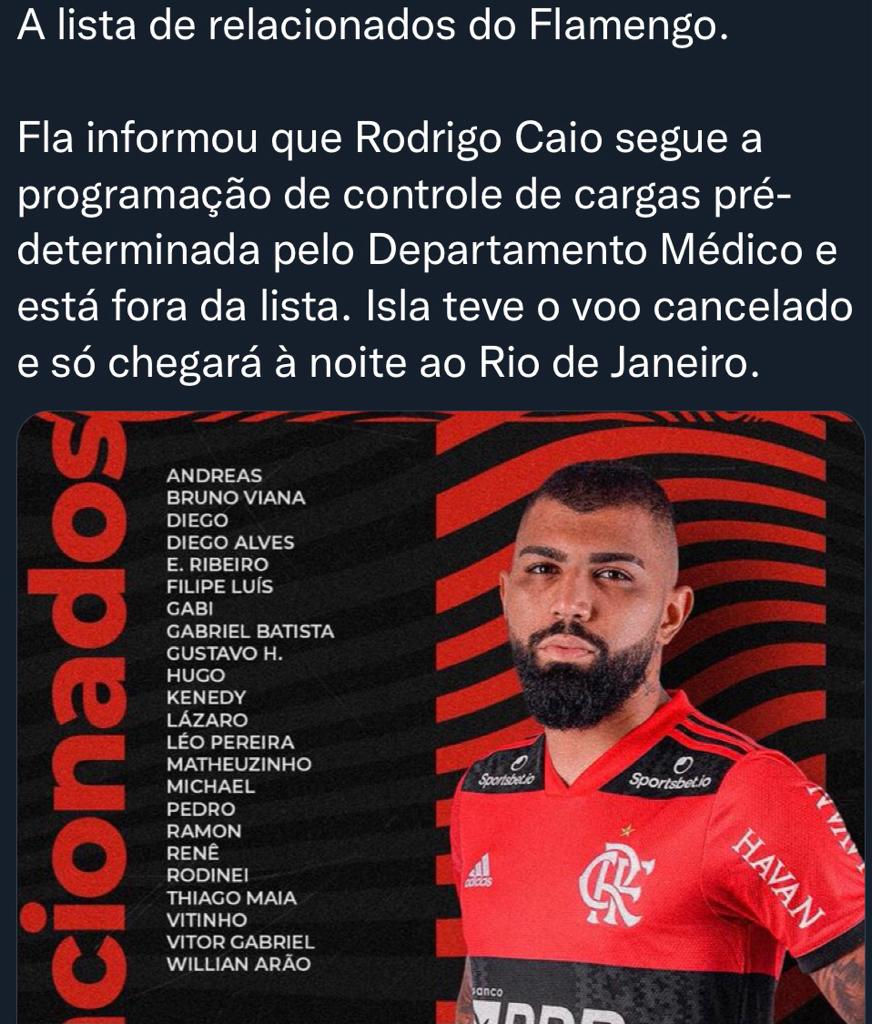 A lista de relacionados do Flamengo.
Fla informou que Rodrigo Caio segue a
programação de controle de cargas pré-
determinada pelo Departamento Médico e
está fora da lista. Isla teve o voo cancelado
e só chegará à noite ao Rio de Janeiro.
cionados
ANDREAS
BRUNO VIANA
DIEGO
DIEGO ALVES
E. RIBEIRO
FILIPE LUÍS
GABI
GABRIEL BATISTA
GUSTAVO H.
HUGO
KENEDY
LÁZARO
LÉO PEREIRA
MATHEUZINHO
MICHAEL
PEDRO
RAMON
RENÊ
RODINEI
THIAGO MAIA
VITINHO
VITOR GABRIEL
WILLIAN ARÃO
Sportsbet.io
Sportsbet.io
adidas
CRF
HAVAN
banco